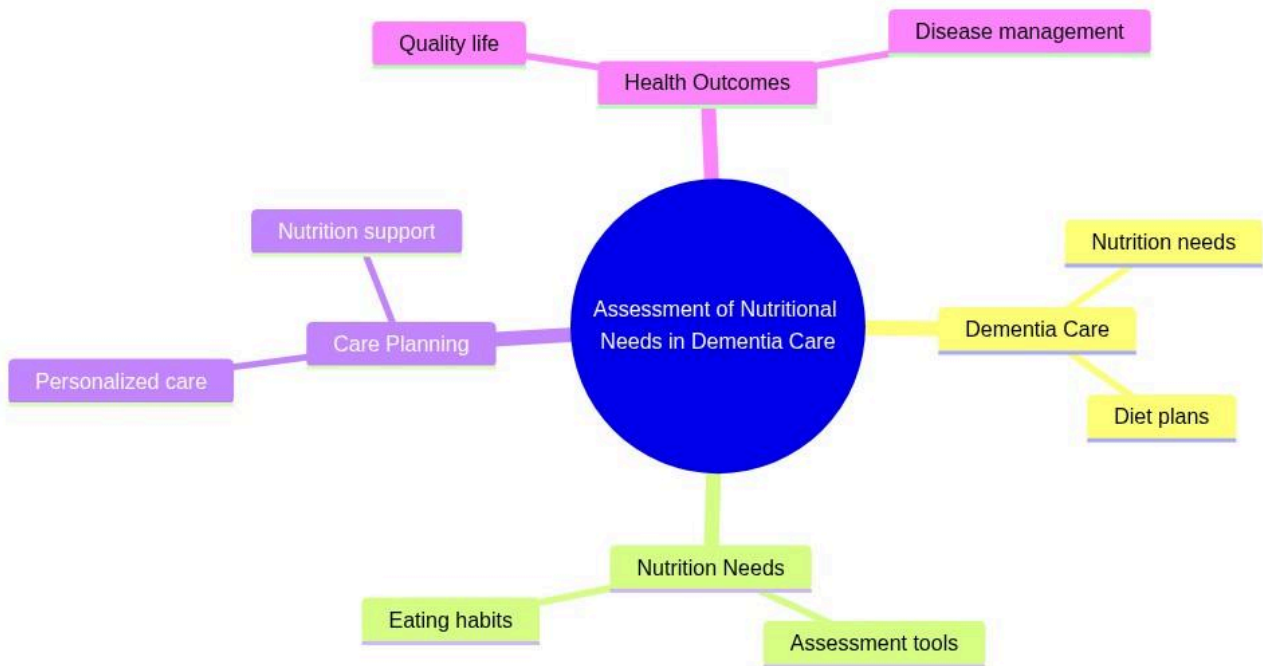 Quality life
Disease management
Health Outcomes
Nutrition support
Nutrition needs
Assessment of Nutritional
Needs in Dementia Care
Dementia Care
Care Planning
Personalized care
Diet plans
Nutrition Needs
Eating habits
Assessment tools